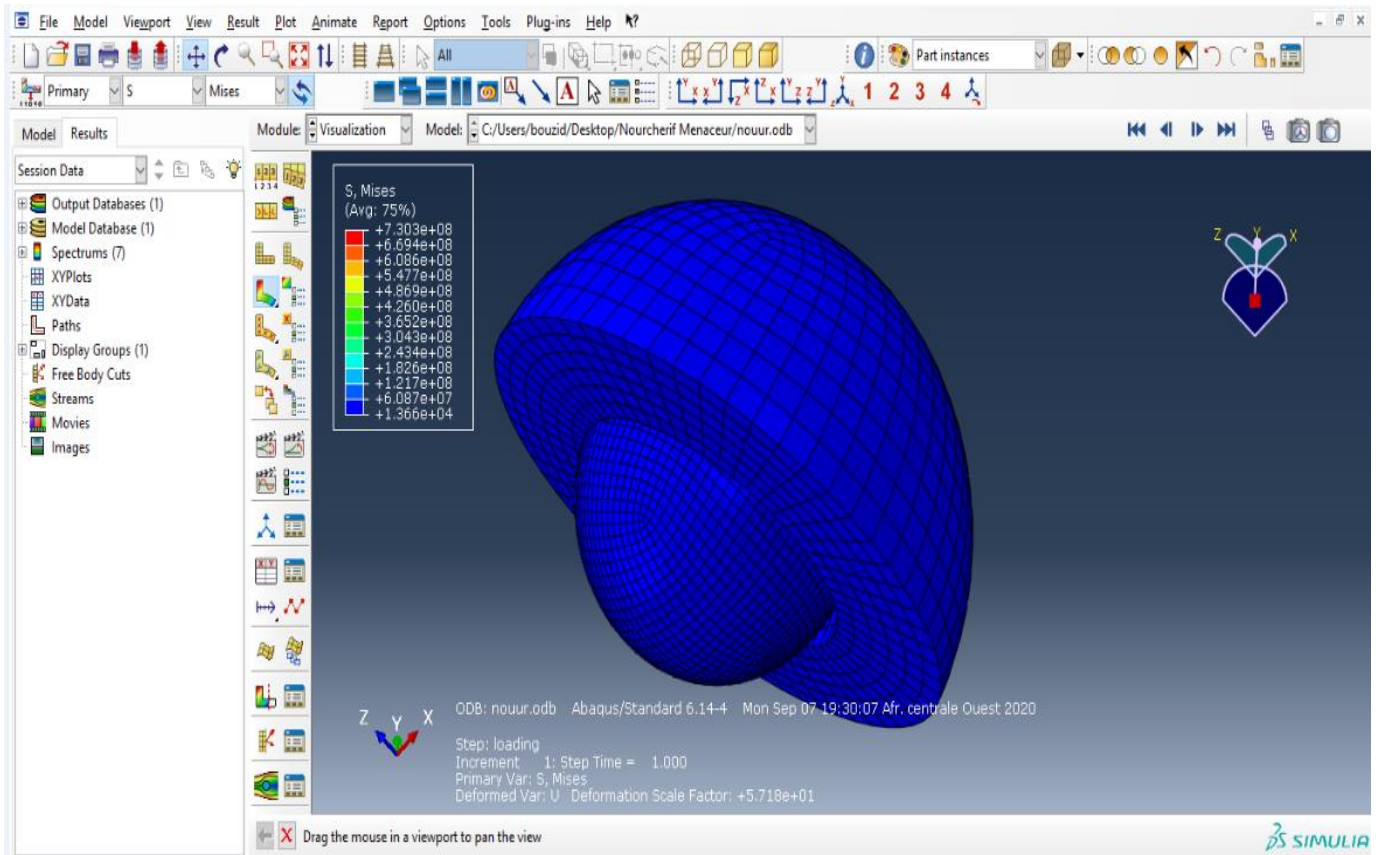 File Model Viewport View Result Plot Animate Report Options Tools Plug-ins Help
All
Part instances
Primary S Mises
1 2 3 4
Model Results
Module: Visualization Model: C:/Users/bouzid/Desktop/Nourcherif Menaceur/nouur.odb
Session Data
Output Databases (1)
Model Database (1)
Spectrums (7)
XYPlots
XYData
Paths
Display Groups (1)
Free Body Cuts
Streams
Movies
Images
S, Mises
(Avg: 75%)
+7.303e+08
+6.694e+08
+6.086e+08
+5.477e+08
+4.869e+08
+4.260e+08
+3.652e+08
+3.043e+08
+2.434e+08
+1.826e+08
+1.217e+08
+6.087e+07
+1.366e+04
Z Y X
Z Y X
ODB: nouur.odb Abaqus/Standard 6.14-4 Mon Sep 07 19:30:07 Afr. centrale Ouest 2020
Step: loading
Increment 1: Step Time = 1.000
Primary Var: S, Mises
Deformed Var: U Deformation Scale Factor: +5.718e+01
Drag the mouse in a viewport to pan the view
SIMULIA